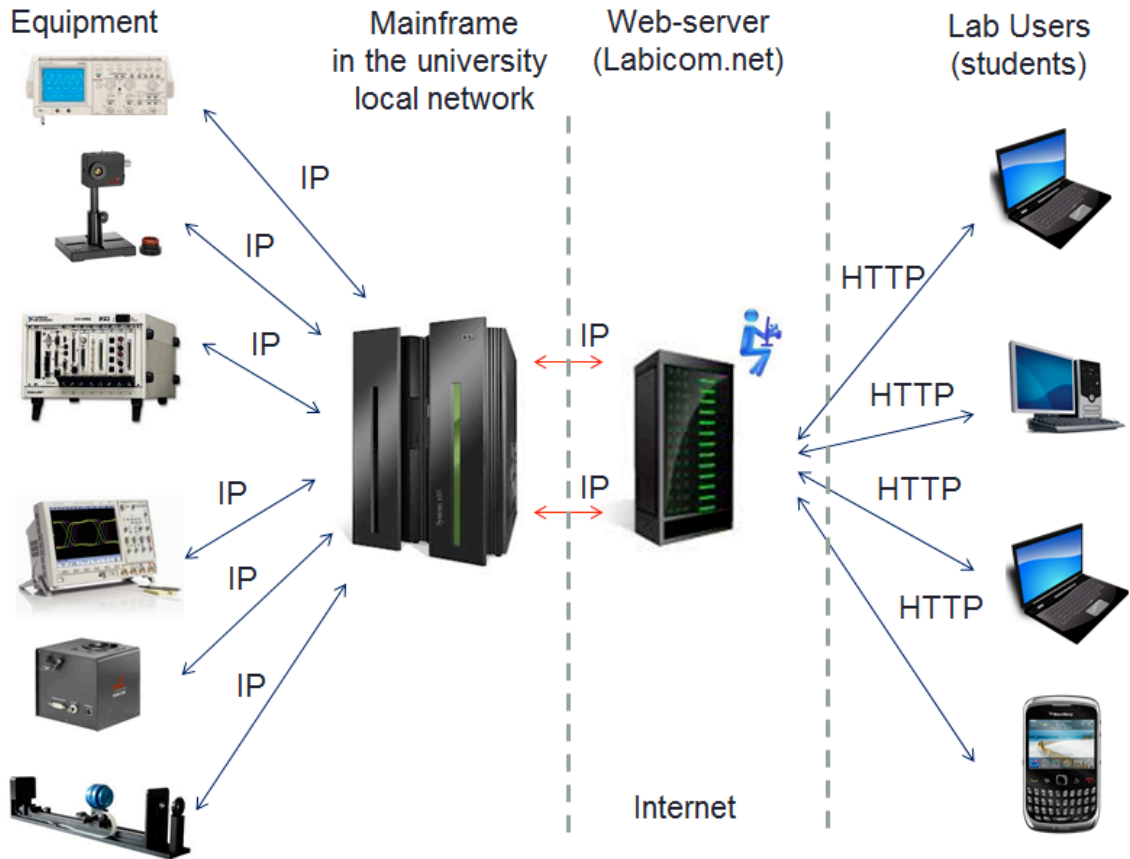 Equipment
Mainframe
in the university
local network
Web-server
(Labicom.net)
Lab Users
(students)
IP
IP
IP
IP
IP
IP
IP
IP
HTTP
HTTP
HTTP
HTTP
Internet